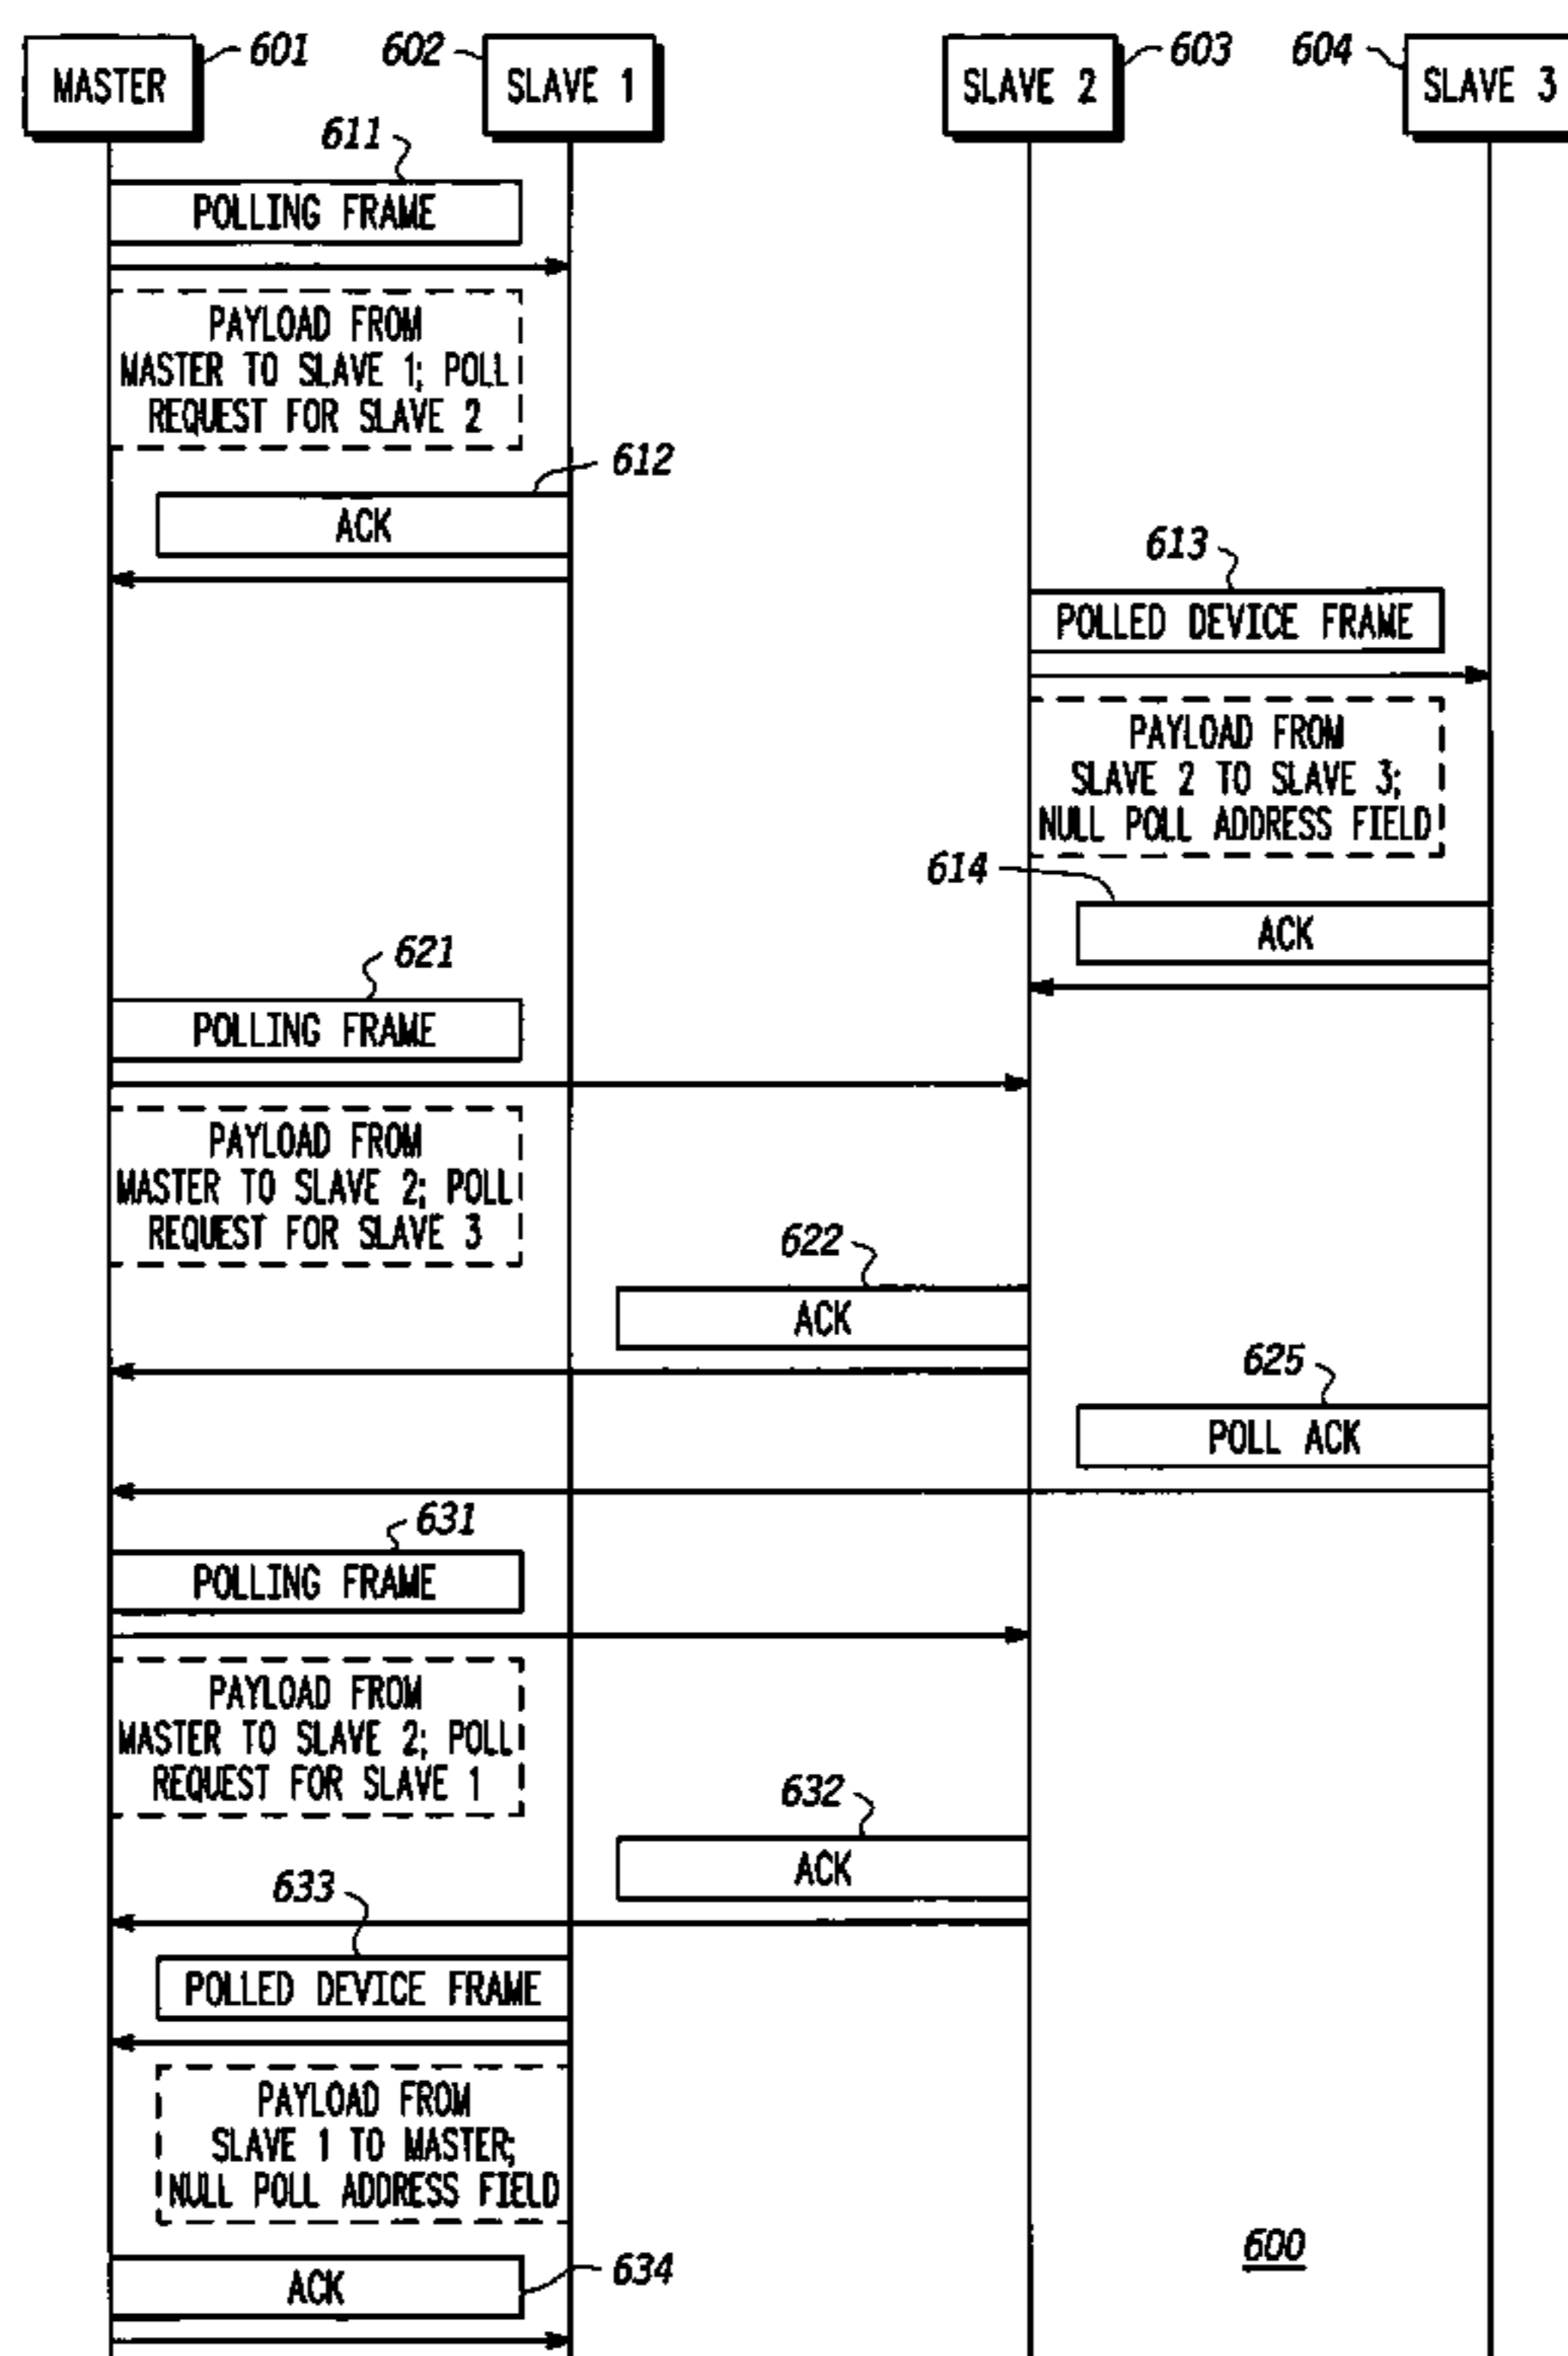 MASTER
601
602
SLAVE 1
SLAVE 2
603
604
SLAVE 3
611
POLLING FRAME
PAYLOAD FROM
MASTER TO SLAVE 1; POLL
REQUEST FOR SLAVE 2
612
ACK
613
POLLED DEVICE FRAME
PAYLOAD FROM
SLAVE 2 TO SLAVE 3;
NULL POLL ADDRESS FIELD
614
ACK
621
POLLING FRAME
PAYLOAD FROM
MASTER TO SLAVE 2; POLL
REQUEST FOR SLAVE 3
622
ACK
625
POLL ACK
631
POLLING FRAME
PAYLOAD FROM
MASTER TO SLAVE 2; POLL
REQUEST FOR SLAVE 1
632
ACK
633
POLLED DEVICE FRAME
PAYLOAD FROM
SLAVE 1 TO MASTER;
NULL POLL ADDRESS FIELD
634
ACK
600